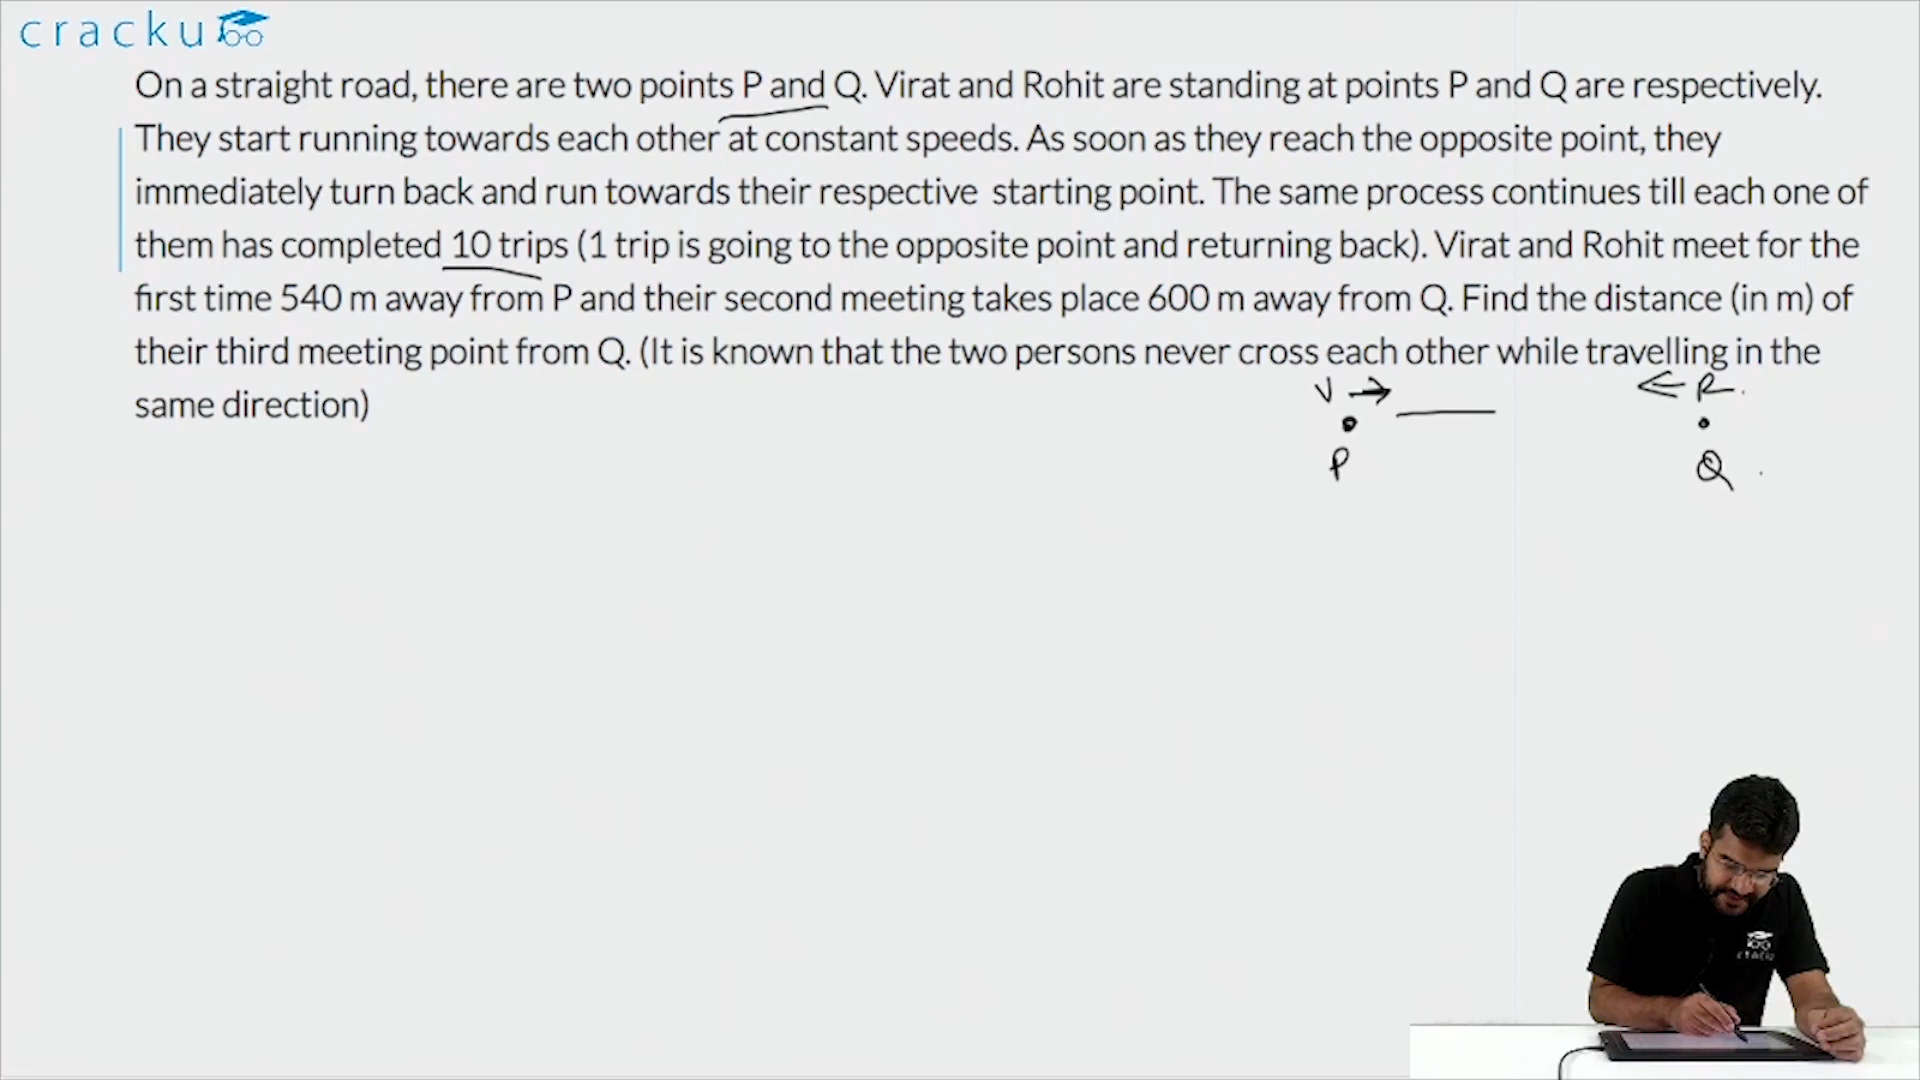 cracku
On a straight road, there are two points P and Q. Virat and Rohit are standing at points P and Q are respectively.
They start running towards each other at constant speeds. As soon as they reach the opposite point, they
immediately turn back and run towards their respective starting point. The same process continues till each one of
them has completed 10 trips (1 trip is going to the opposite point and returning back). Virat and Rohit meet for the
first time 540 m away from P and their second meeting takes place 600 m away from Q. Find the distance (in m) of
their third meeting point from Q. (It is known that the two persons never cross each other while travelling in the
same direction)
V → ← R
P Q
cracku